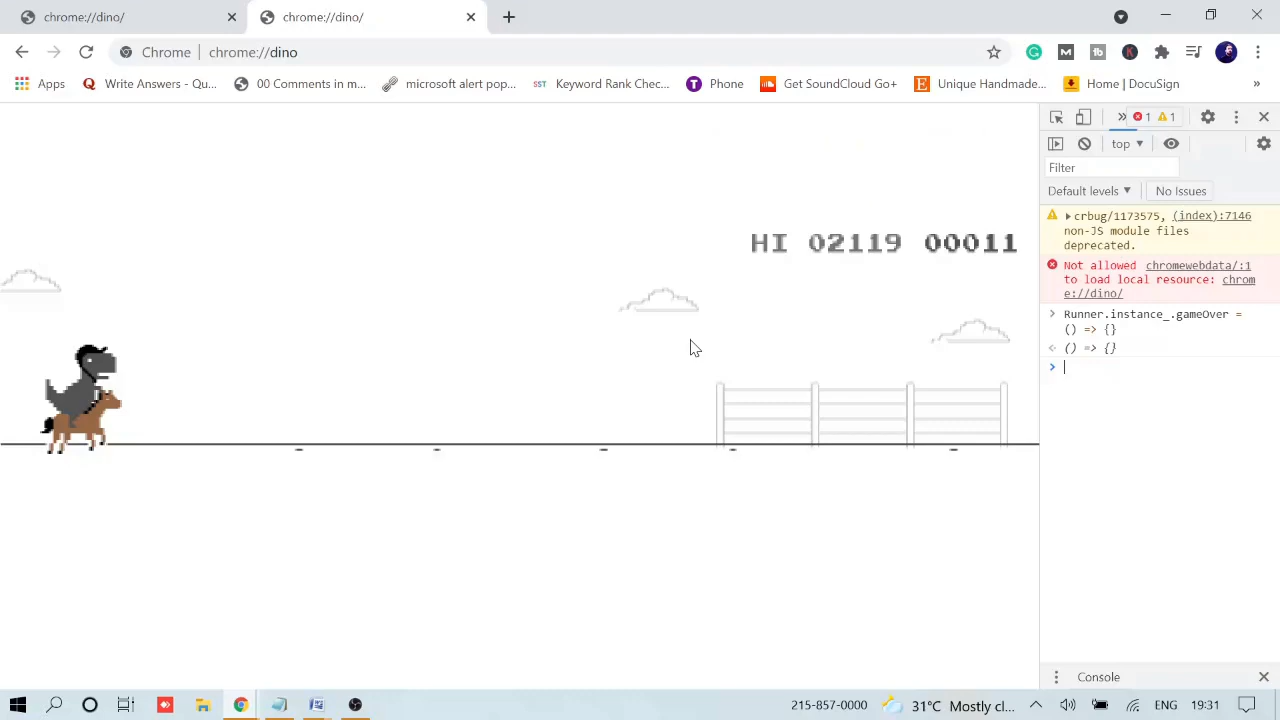 chrome://dino/
chrome://dino/
Chrome | chrome://dino
Apps
Write Answers - Qu...
00 Comments in m...
microsoft alert pop...
SST
Keyword Rank Chec...
Phone
Get SoundCloud Go+
Unique Handmade...
Home | DocuSign
»
» 1 1
top
Filter
Default levels
No Issues
crbug/1173575, (index):7146
non-JS module files
deprecated.
Not allowed chromewebdata/:1
to load local resource: chrom
e://dino/
Runner.instance_.gameOver =
() => {}
() => {}
HI 02119 00011
Console
215-857-0000
31°C Mostly cl...
ENG
19:31